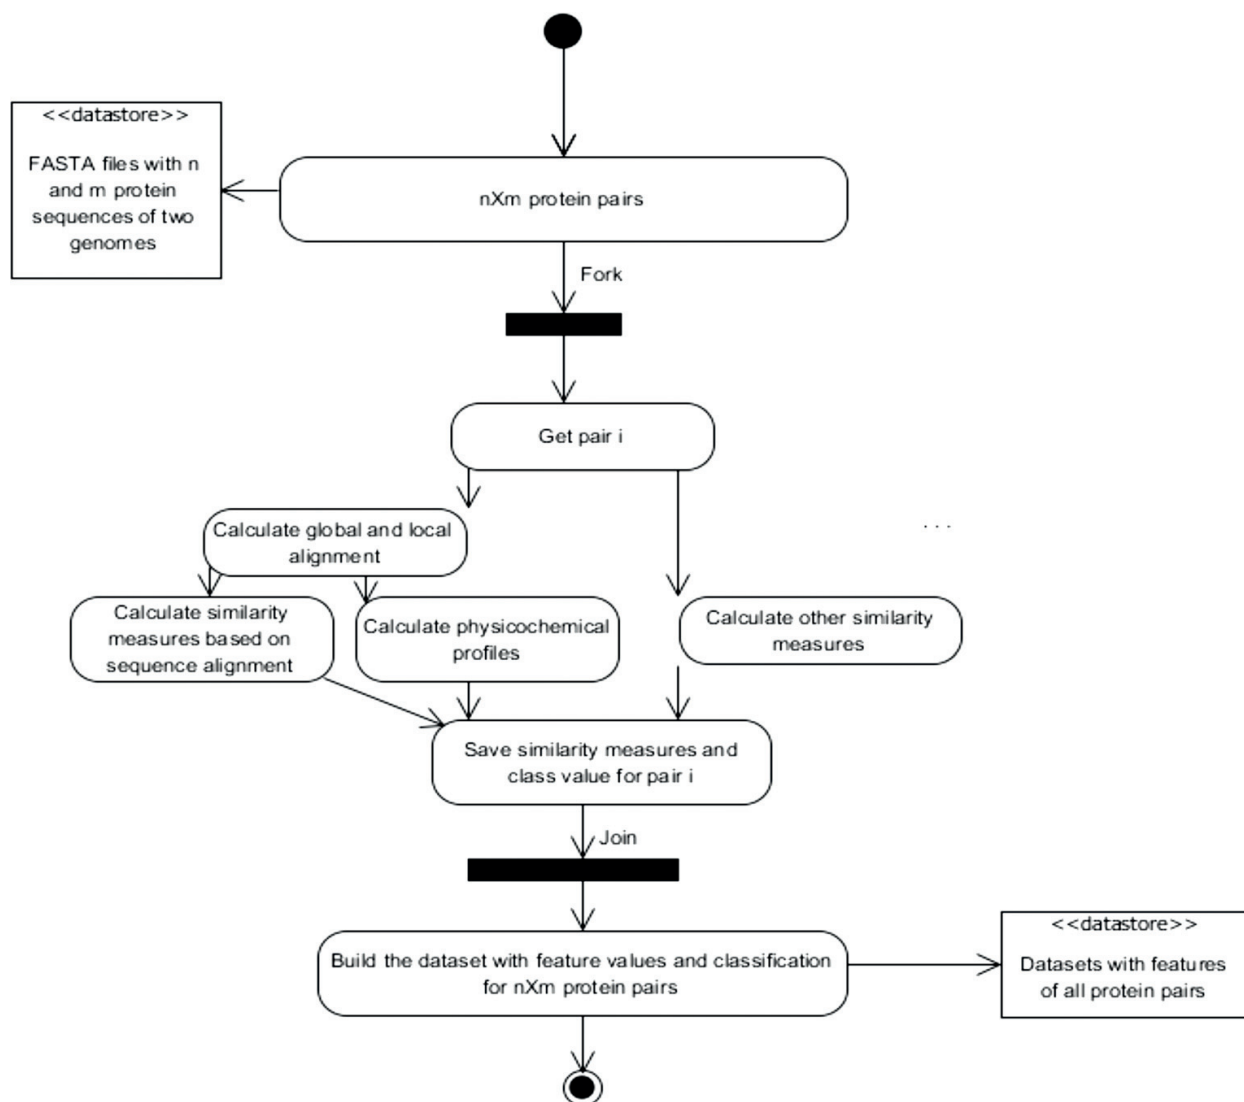 <<datastore>>
FASTA files with n
and m protein
sequences of two
genomes
nXm protein pairs
Fork
Get pair i
Calculate global and local
alignment
. . .
Calculate similarity
measures based on
sequence alignment
Calculate physicochemical
profiles
Calculate other similarity
measures
Save similarity measures and
class value for pair i
Join
Build the dataset with feature values and classification
for nXm protein pairs
<<datastore>>
Datasets with features
of all protein pairs